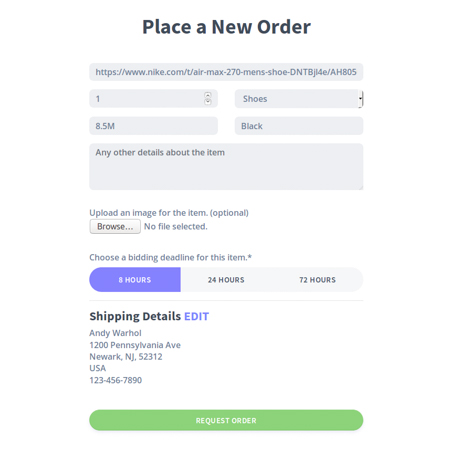 Place a New Order
https://www.nike.com/t/air-max-270-mens-shoe-DNTBjl4e/AH805
1
Shoes
8.5M
Black
Any other details about the item
Upload an image for the item. (optional)
Browse... No file selected.
Choose a bidding deadline for this item.*
8 HOURS 24 HOURS 72 HOURS
Shipping Details EDIT
Andy Warhol
1200 Pennsylvania Ave
Newark, NJ, 52312
USA
123-456-7890
REQUEST ORDER